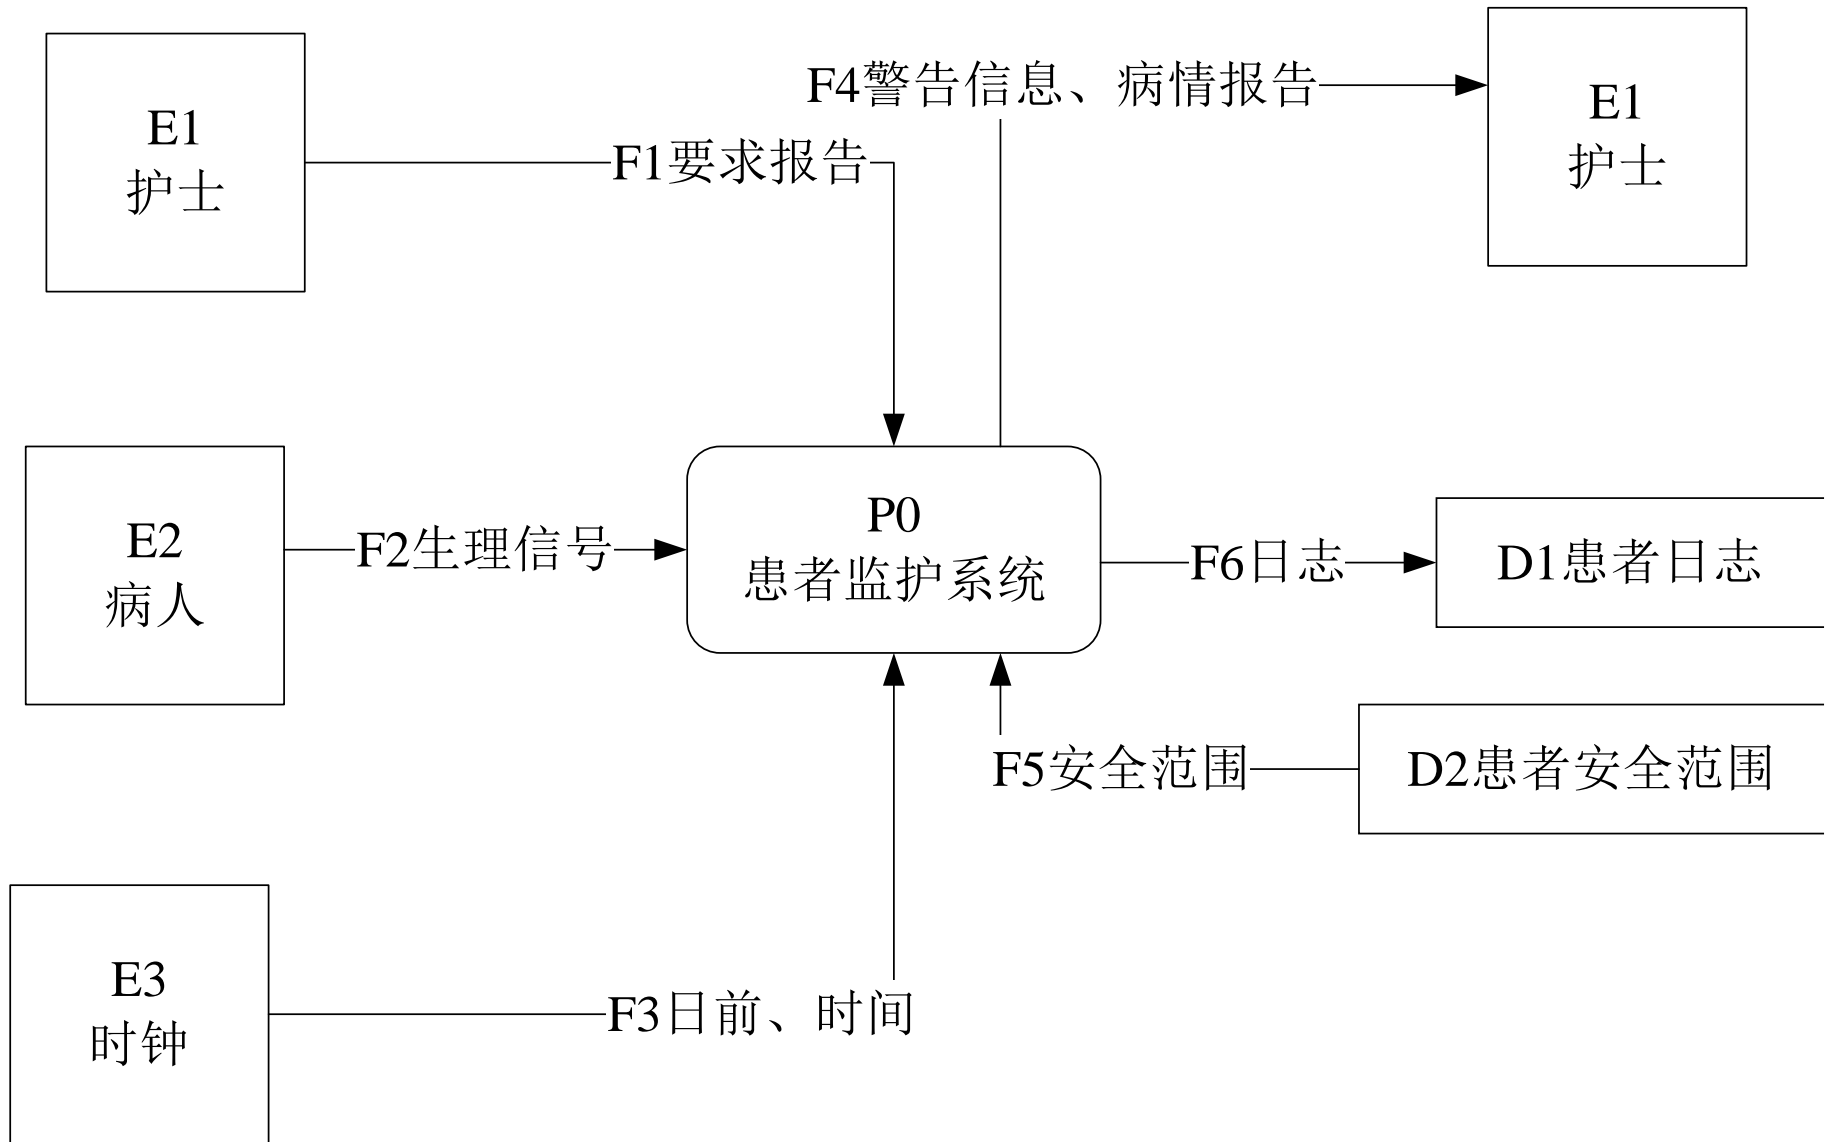 E1
护士
F1要求报告
F4警告信息、病情报告
E1
护士
E2
病人
F2生理信号
P0
患者监护系统
F6日志
D1患者日志
F5安全范围
D2患者安全范围
E3
时钟
F3日前、时间